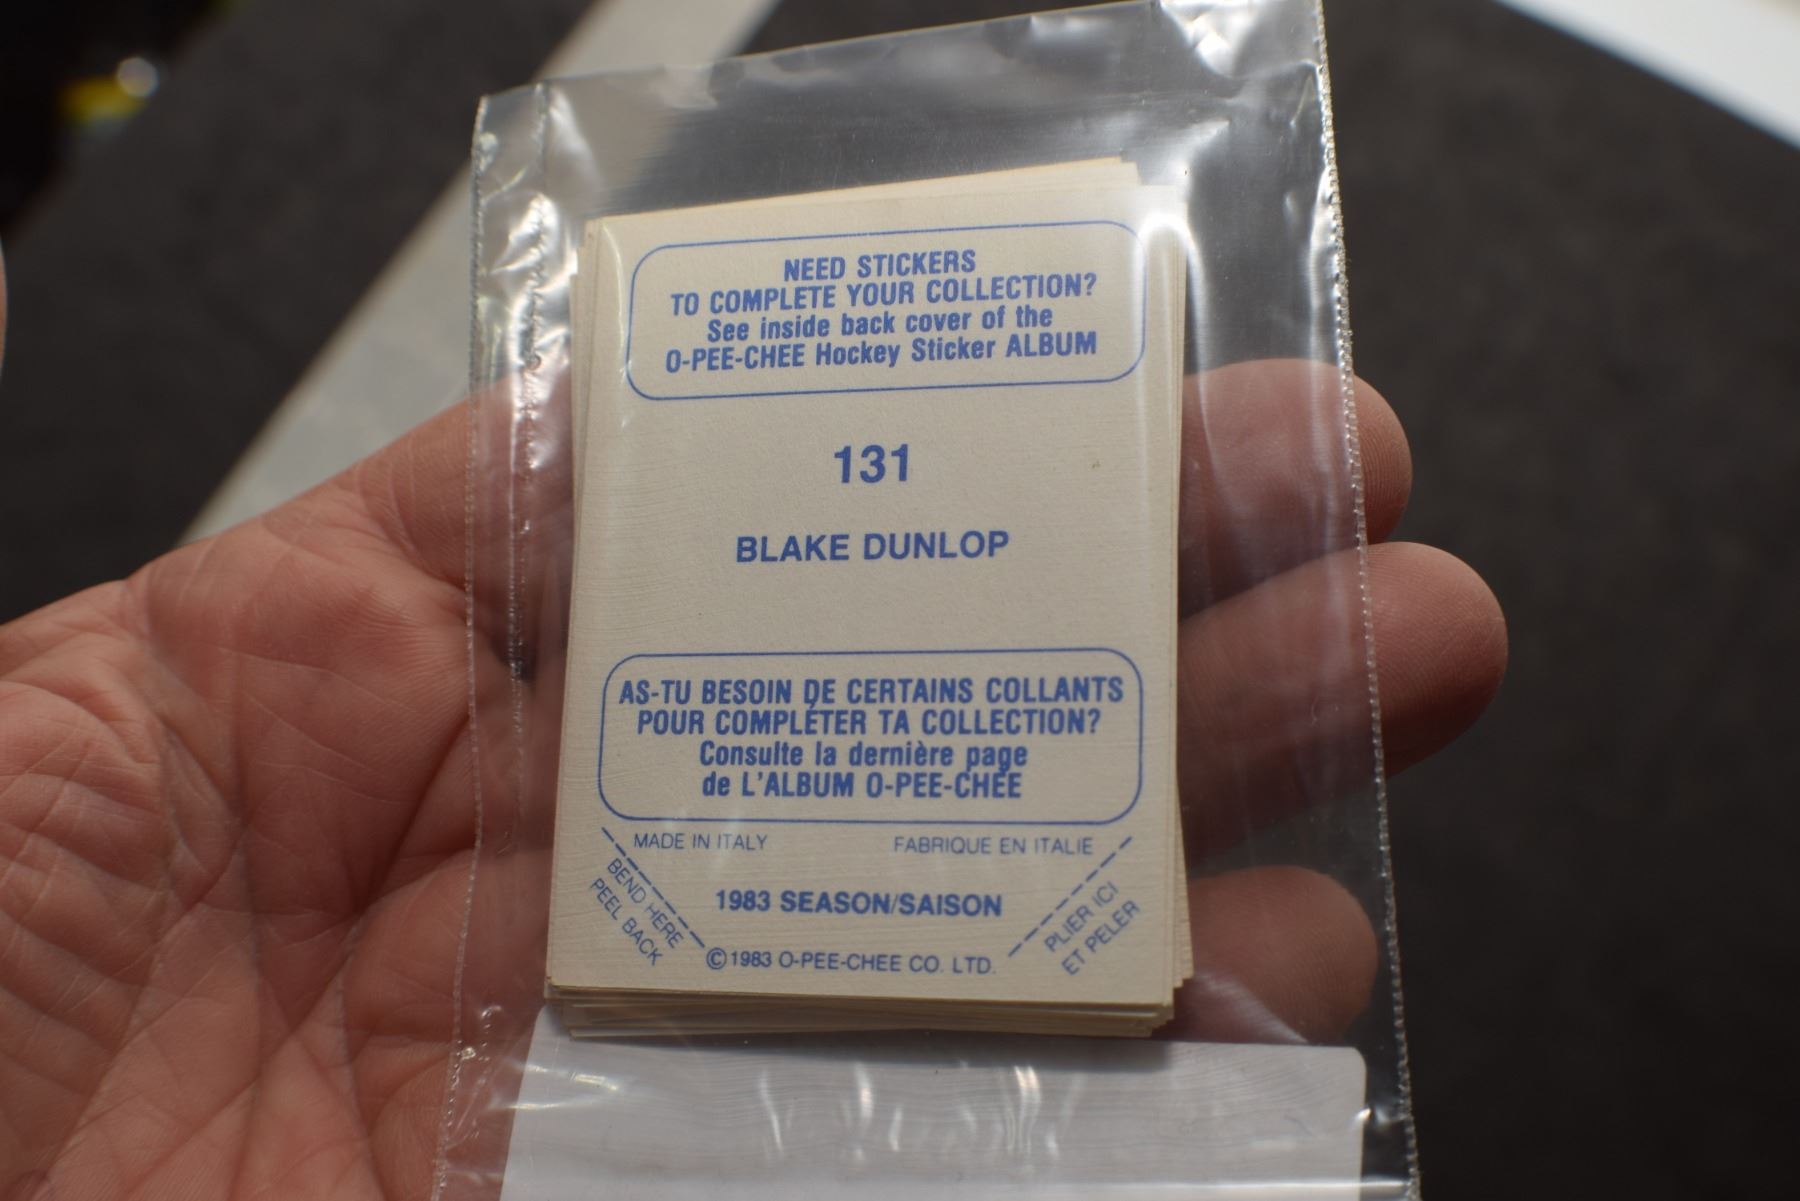 NEED STICKERS
TO COMPLETE YOUR COLLECTION?
See inside back cover of the
O-PEE-CHEE Hockey Sticker ALBUM
131
BLAKE DUNLOP
AS-TU BESOIN DE CERTAINS COLLANTS
POUR COMPLÉTER TA COLLECTION?
Consulte la dernière page
de L'ALBUM O-PEE-CHEE
MADE IN ITALY
FABRIQUE EN ITALIE
BEND HERE
PEEL BACK
1983 SEASON/SAISON
PLIER ICI
ET PELER
©1983 O-PEE-CHEE CO. LTD.